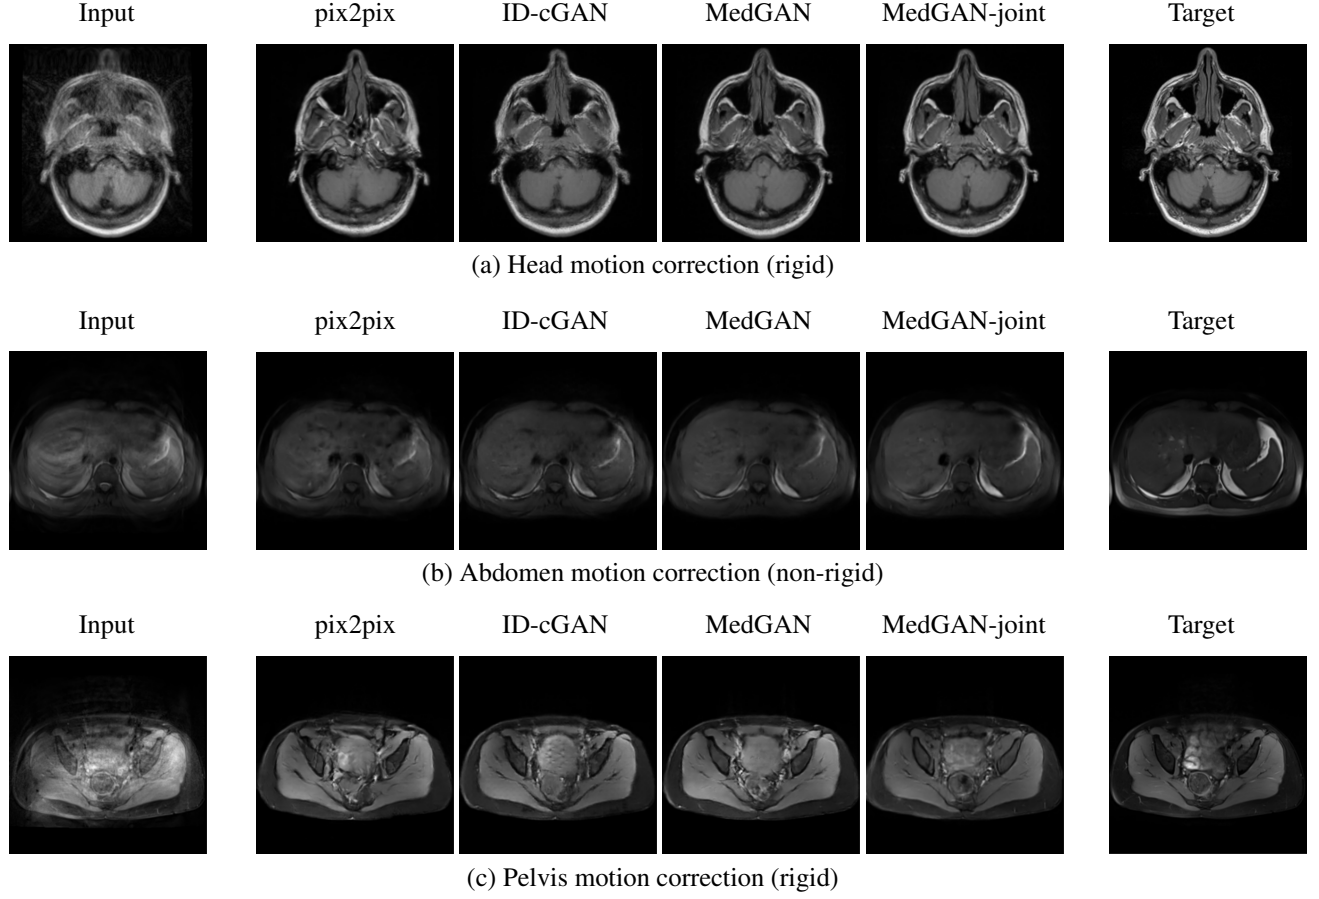 Input pix2pix ID-cGAN MedGAN MedGAN-joint Target
(a) Head motion correction (rigid)
Input pix2pix ID-cGAN MedGAN MedGAN-joint Target
(b) Abdomen motion correction (non-rigid)
Input pix2pix ID-cGAN MedGAN MedGAN-joint Target
(c) Pelvis motion correction (rigid)